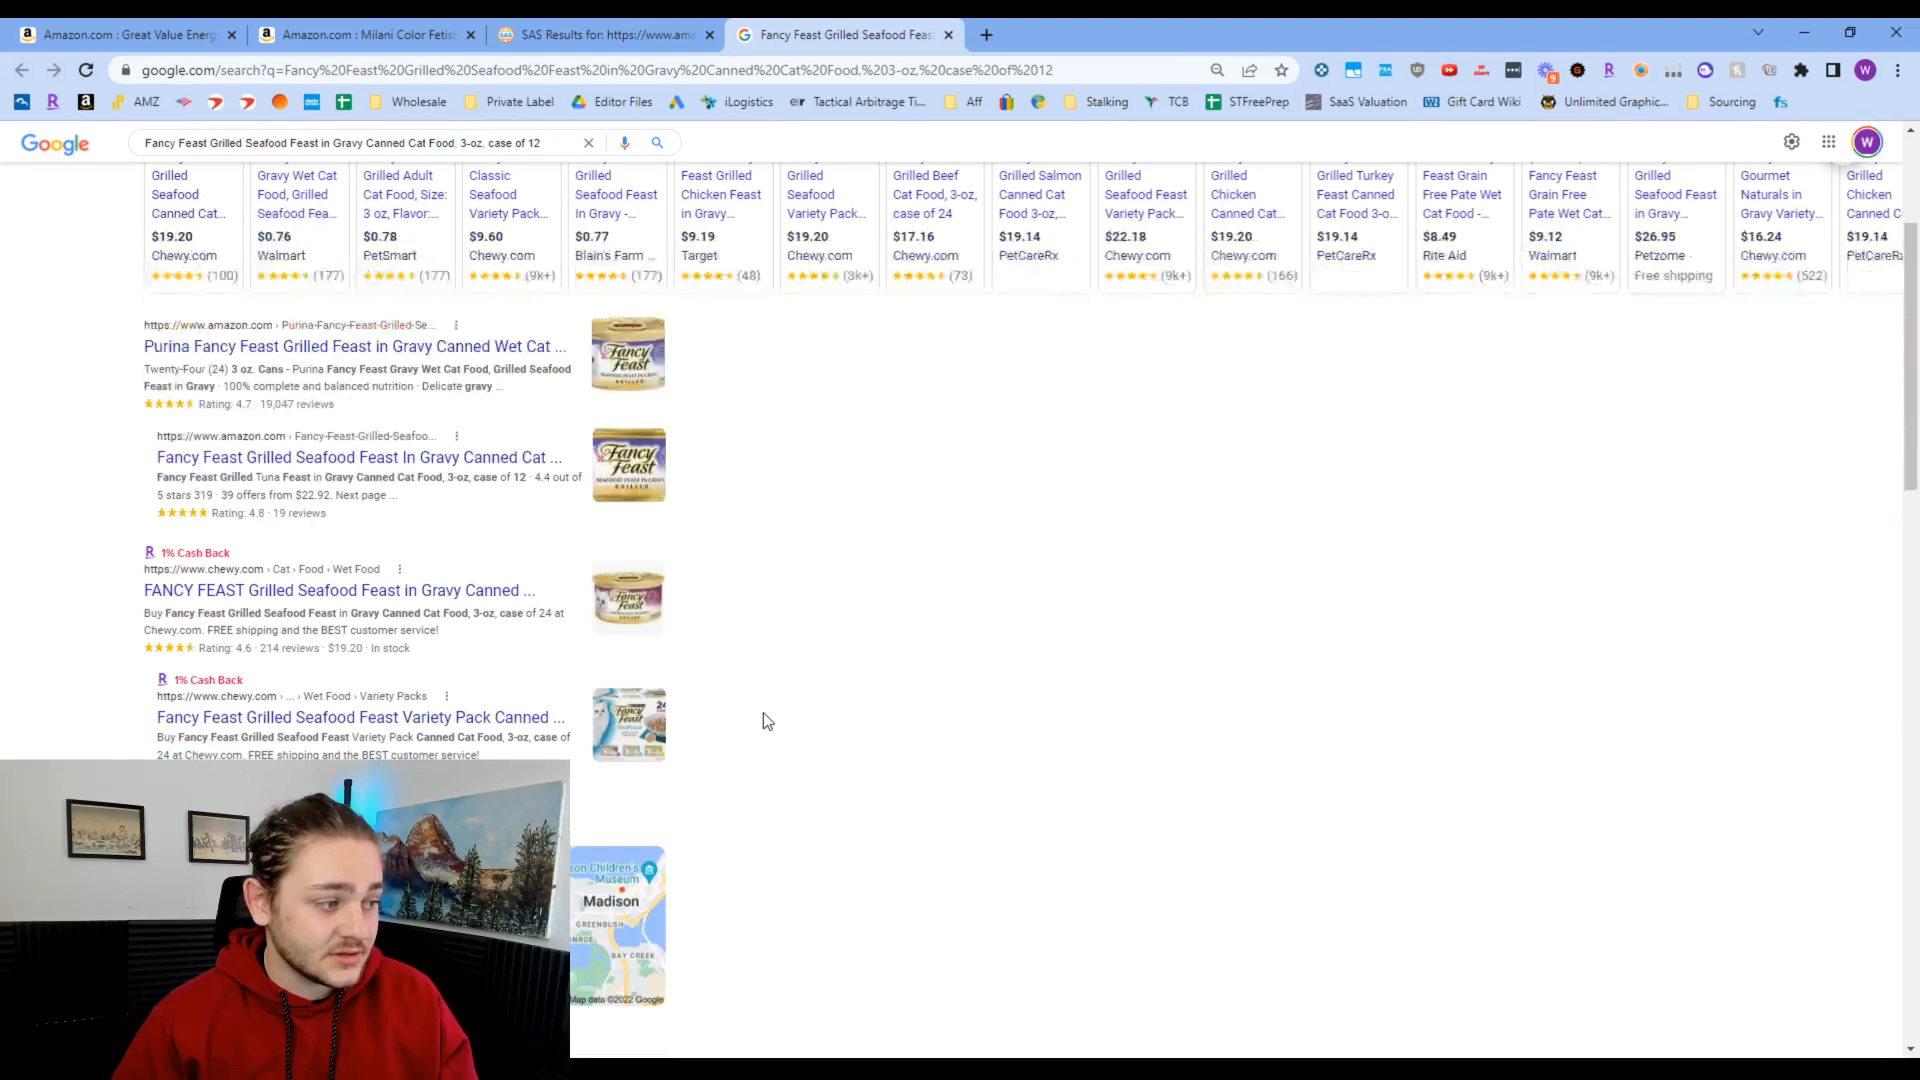 Amazon.com : Great Value Energ
Amazon.com : Milani Color Fetis
SAS Results for: https://www.ama
Fancy Feast Grilled Seafood Feas
google.com/search?q=Fancy%20Feast%20Grilled%20Seafood%20Feast%20in%20Gravy%20Canned%20Cat%20Food,%203-oz,%20case%20of%2012
AMZ
Wholesale
Private Label
Editor Files
iLogistics
Tactical Arbitrage Ti...
Aff
Stalking
TCB
STFreePrep
SaaS Valuation
Gift Card Wiki
Unlimited Graphic...
Sourcing
Google
Fancy Feast Grilled Seafood Feast in Gravy Canned Cat Food, 3-oz, case of 12
W
Grilled
Seafood
Canned Cat...
$19.20
Chewy.com
(100)
Gravy Wet Cat
Food, Grilled
Seafood Fea...
$0.76
Walmart
(177)
Grilled Adult
Cat Food, Size:
3 oz, Flavor:...
$0.78
PetSmart
(177)
Classic
Seafood
Variety Pack...
$9.60
Chewy.com
(9k+)
Grilled
Seafood Feast
In Gravy -...
$0.77
Blain's Farm ...
(177)
Feast Grilled
Chicken Feast
in Gravy...
$9.19
Target
(48)
Grilled
Seafood
Variety Pack...
$19.20
Chewy.com
(3k+)
Grilled Beef
Cat Food, 3-oz,
case of 24
$17.16
Chewy.com
(73)
Grilled Salmon
Canned Cat
Food 3-oz,...
$19.14
PetCareRx
Grilled
Seafood Feast
Variety Pack...
$22.18
Chewy.com
(9k+)
Grilled
Chicken
Canned Cat...
$19.20
Chewy.com
(166)
Grilled Turkey
Feast Canned
Cat Food 3-o...
$19.14
PetCareRx
Feast Grain
Free Pate Wet
Cat Food -...
$8.49
Rite Aid
(9k+)
Fancy Feast
Grain Free
Pate Wet Cat...
$9.12
Walmart
(9k+)
Grilled
Seafood Feast
in Gravy...
$26.95
Petzome
Free shipping
Gourmet
Naturals in
Gravy Variety...
$16.24
Chewy.com
(522)
Grilled
Chicken
Canned C
$19.14
PetCareRx
https://www.amazon.com › Purina-Fancy-Feast-Grilled-Se...
Purina Fancy Feast Grilled Feast in Gravy Canned Wet Cat ...
Twenty-Four (24) 3 oz. Cans - Purina Fancy Feast Gravy Wet Cat Food, Grilled Seafood
Feast in Gravy · 100% complete and balanced nutrition · Delicate gravy ...
Rating: 4.7 · 19,047 reviews
https://www.amazon.com › Fancy-Feast-Grilled-Seafoo...
Fancy Feast Grilled Seafood Feast In Gravy Canned Cat ...
Fancy Feast Grilled Tuna Feast in Gravy Canned Cat Food, 3-oz, case of 12 · 4.4 out of
5 stars 319 · 39 offers from $22.92. Next page ...
Rating: 4.8 · 19 reviews
R 1% Cash Back
https://www.chewy.com › Cat › Food › Wet Food
FANCY FEAST Grilled Seafood Feast in Gravy Canned ...
Buy Fancy Feast Grilled Seafood Feast in Gravy Canned Cat Food, 3-oz, case of 24 at
Chewy.com. FREE shipping and the BEST customer service!
Rating: 4.6 · 214 reviews · $19.20 · In stock
R 1% Cash Back
https://www.chewy.com › ... › Wet Food › Variety Packs
Fancy Feast Grilled Seafood Feast Variety Pack Canned ...
Buy Fancy Feast Grilled Seafood Feast Variety Pack Canned Cat Food, 3-oz, case of
24 at Chewy.com. FREE shipping and the BEST customer service!
Fancy
Feast
Fancy
Feast
Fancy
Feast
Fancy
Feast
24
son Children's
Museum
Madison
GREENBUSH
BAY CREEK
Map data ©2022 Google